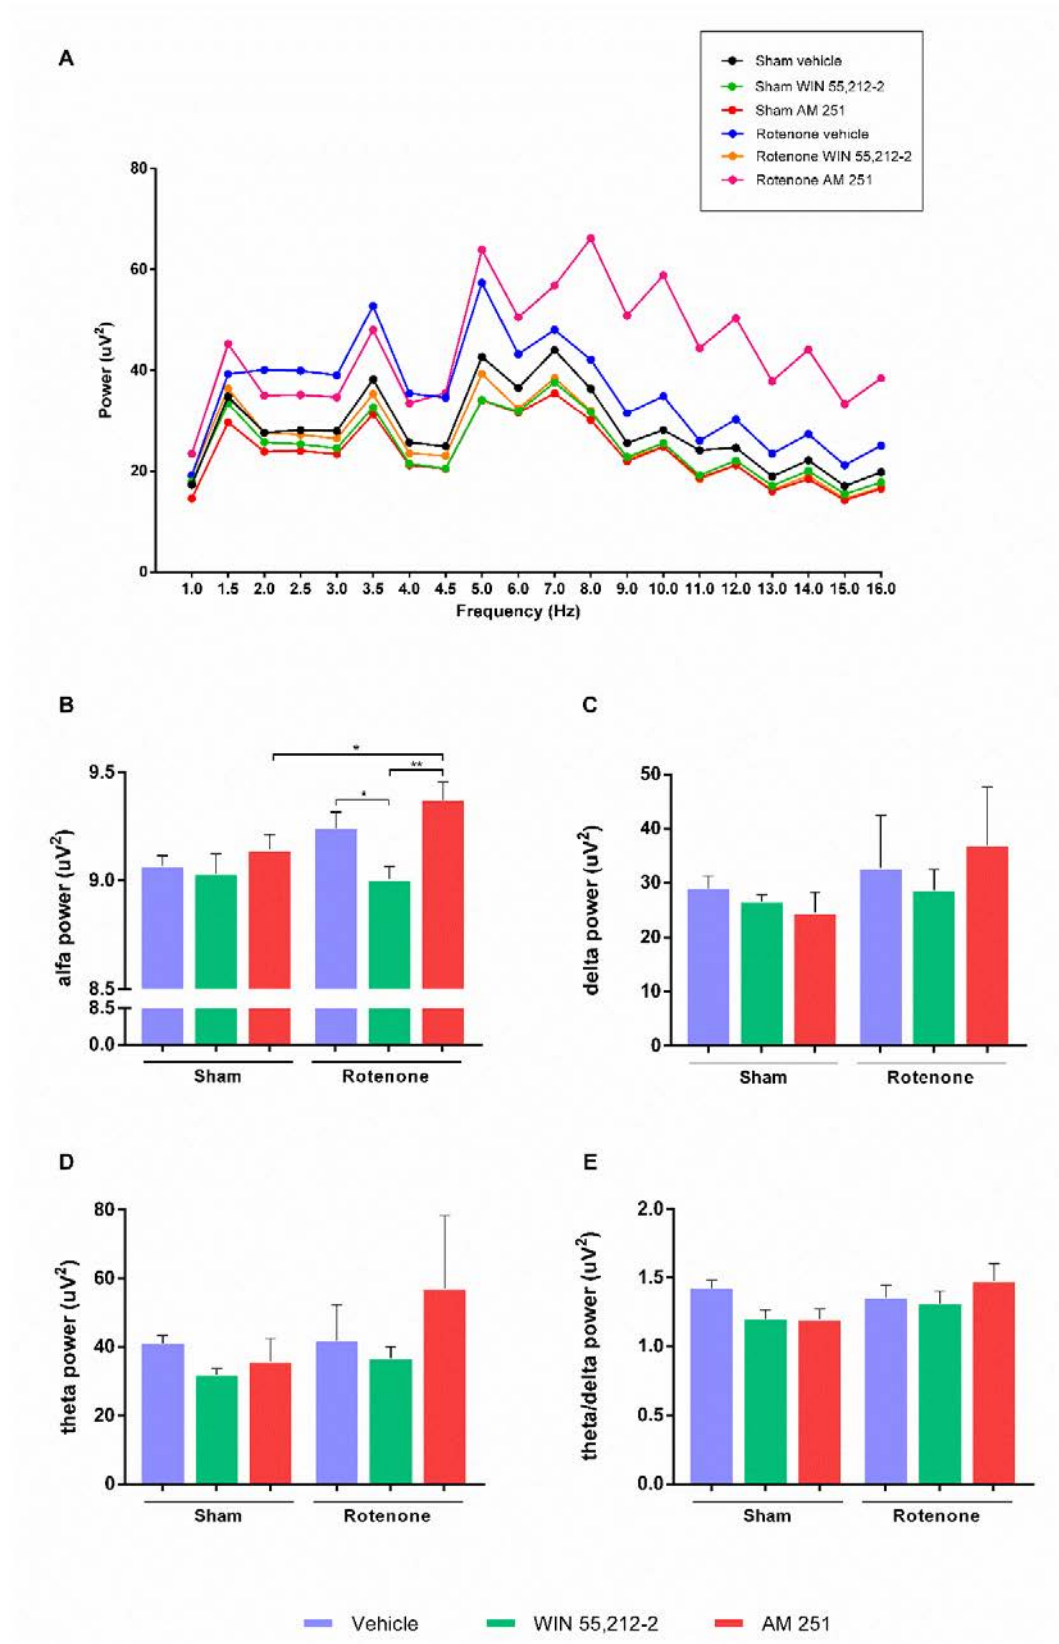 A
Sham vehicle
Sham WIN 55,212-2
Sham AM 251
Rotenone vehicle
Rotenone WIN 55,212-2
Rotenone AM 251
80
60
40
20
0
Power (uV²)
1.0 1.5 2.0 2.5 3.0 3.5 4.0 4.5 5.0 6.0 7.0 8.0 9.0 10.0 11.0 12.0 13.0 14.0 15.0 16.0
Frequency (Hz)
B
*
**
*
9.5
9.0
8.5
8.5
0.0
alfa power (uV²)
Sham Rotenone
C
50
40
30
20
10
0
delta power (uV²)
Sham Rotenone
D
80
60
40
20
0
theta power (uV²)
Sham Rotenone
E
2.0
1.5
1.0
0.5
0.0
theta/delta power (uV²)
Sham Rotenone
Vehicle WIN 55,212-2 AM 251